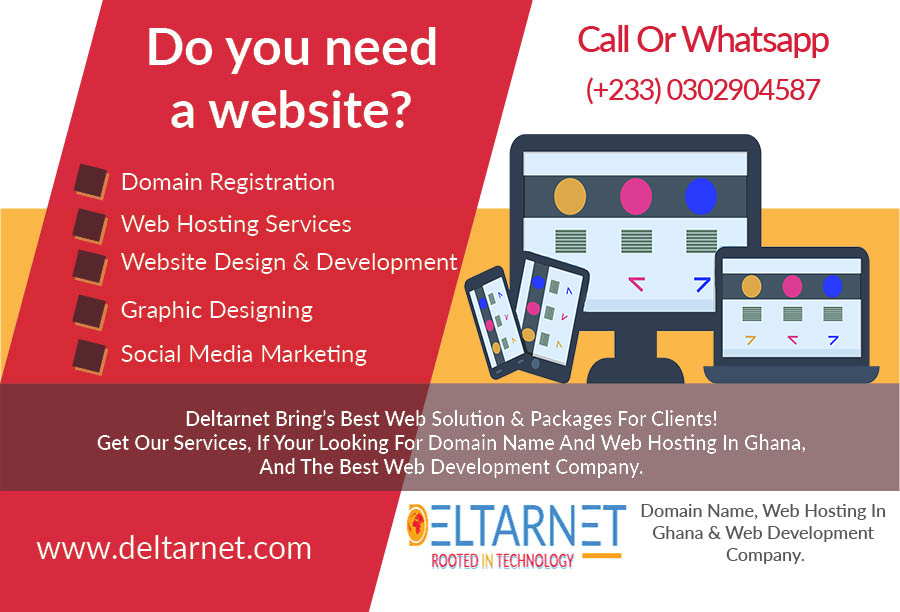 Do you need
a website?
Domain Registration
Web Hosting Services
Website Design & Development
Graphic Designing
Social Media Marketing
Call Or Whatsapp
(+233) 0302904587
Deltarnet Bring's Best Web Solution & Packages For Clients!
Get Our Services, If Your Looking For Domain Name And Web Hosting In Ghana,
And The Best Web Development Company.
www.deltarnet.com
DELTARNET
ROOTED IN TECHNOLOGY
Domain Name, Web Hosting In
Ghana & Web Development
Company.